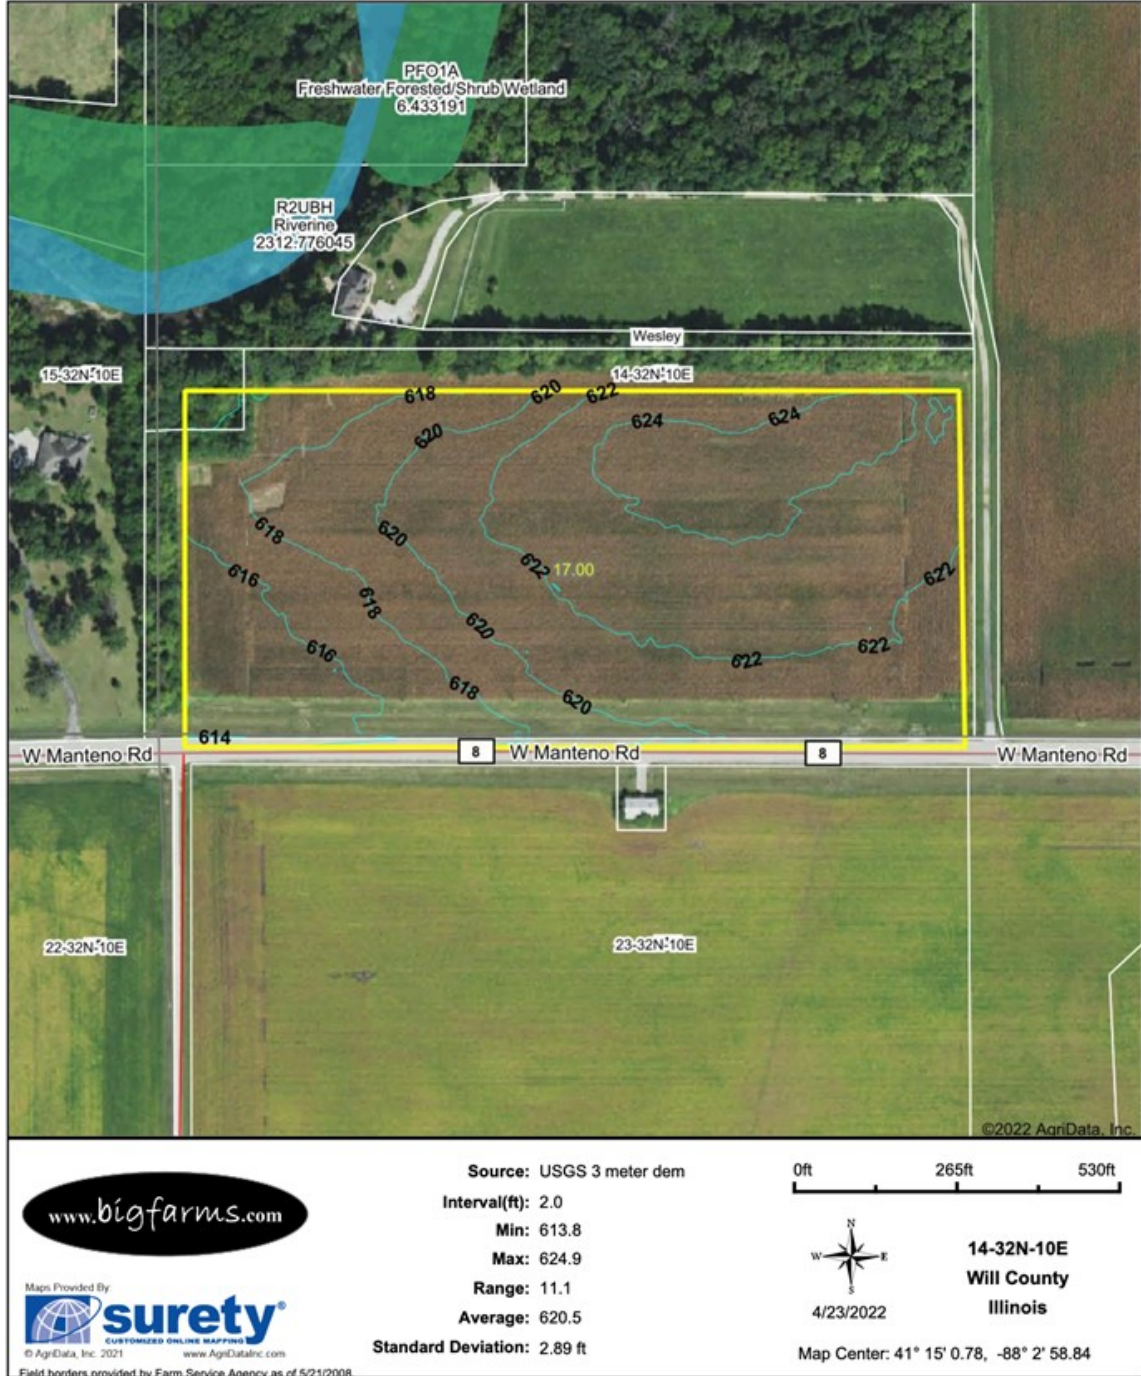 PFO1A
Freshwater Forested/Shrub Wetland
6.433191
R2UBH
Riverine
2312.776045
Wesley
15-32N-10E
14-32N-10E
618
620
622
624
624
620
618
620
622
17.00
616
622
618
620
616
622
622
618
620
614
W Manteno Rd
8
W Manteno Rd
8
W Manteno Rd
22-32N-10E
23-32N-10E
©2022 AgriData, Inc.
www.bigfarms.com
Maps Provided By:
surety®
CUSTOMIZED ONLINE MAPPING
© AgriData, Inc. 2021 www.AgriDataInc.com
Field borders provided by Farm Service Agency as of 5/21/2008.
Source: USGS 3 meter dem
Interval(ft): 2.0
Min: 613.8
Max: 624.9
Range: 11.1
Average: 620.5
Standard Deviation: 2.89 ft
0ft 265ft 530ft
N
W E
S
4/23/2022
14-32N-10E
Will County
Illinois
Map Center: 41° 15' 0.78, -88° 2' 58.84